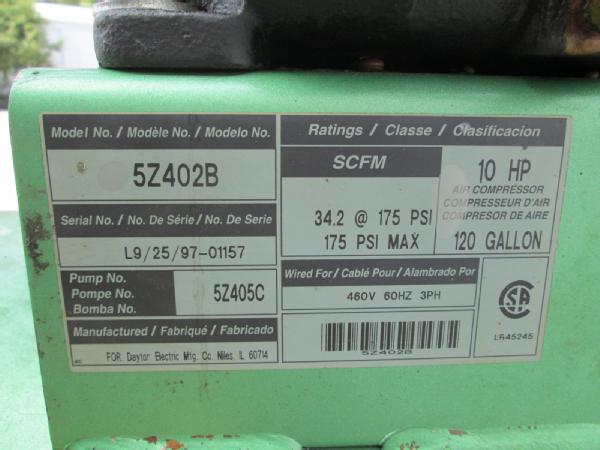 Model No. / Modèle No. / Modelo No.
5Z402B
Serial No. / No. De Série / No. De Serie
L9/25/97-01157
Pump No.
Pompe No.
Bomba No.
5Z405C
Manufactured / Fabriqué / Fabricado
FOR Dayton Electric Mfg. Co. Niles, IL 60714
Ratings / Classe / Clasificacion
SCFM
34.2 @ 175 PSI
175 PSI MAX
10 HP
AIR COMPRESSOR
COMPRESSEUR D'AIR
COMPRESOR DE AIRE
120 GALLON
Wired For / Cablé Pour / Alambrado Por
460V 60HZ 3PH
5Z402B
LR45245